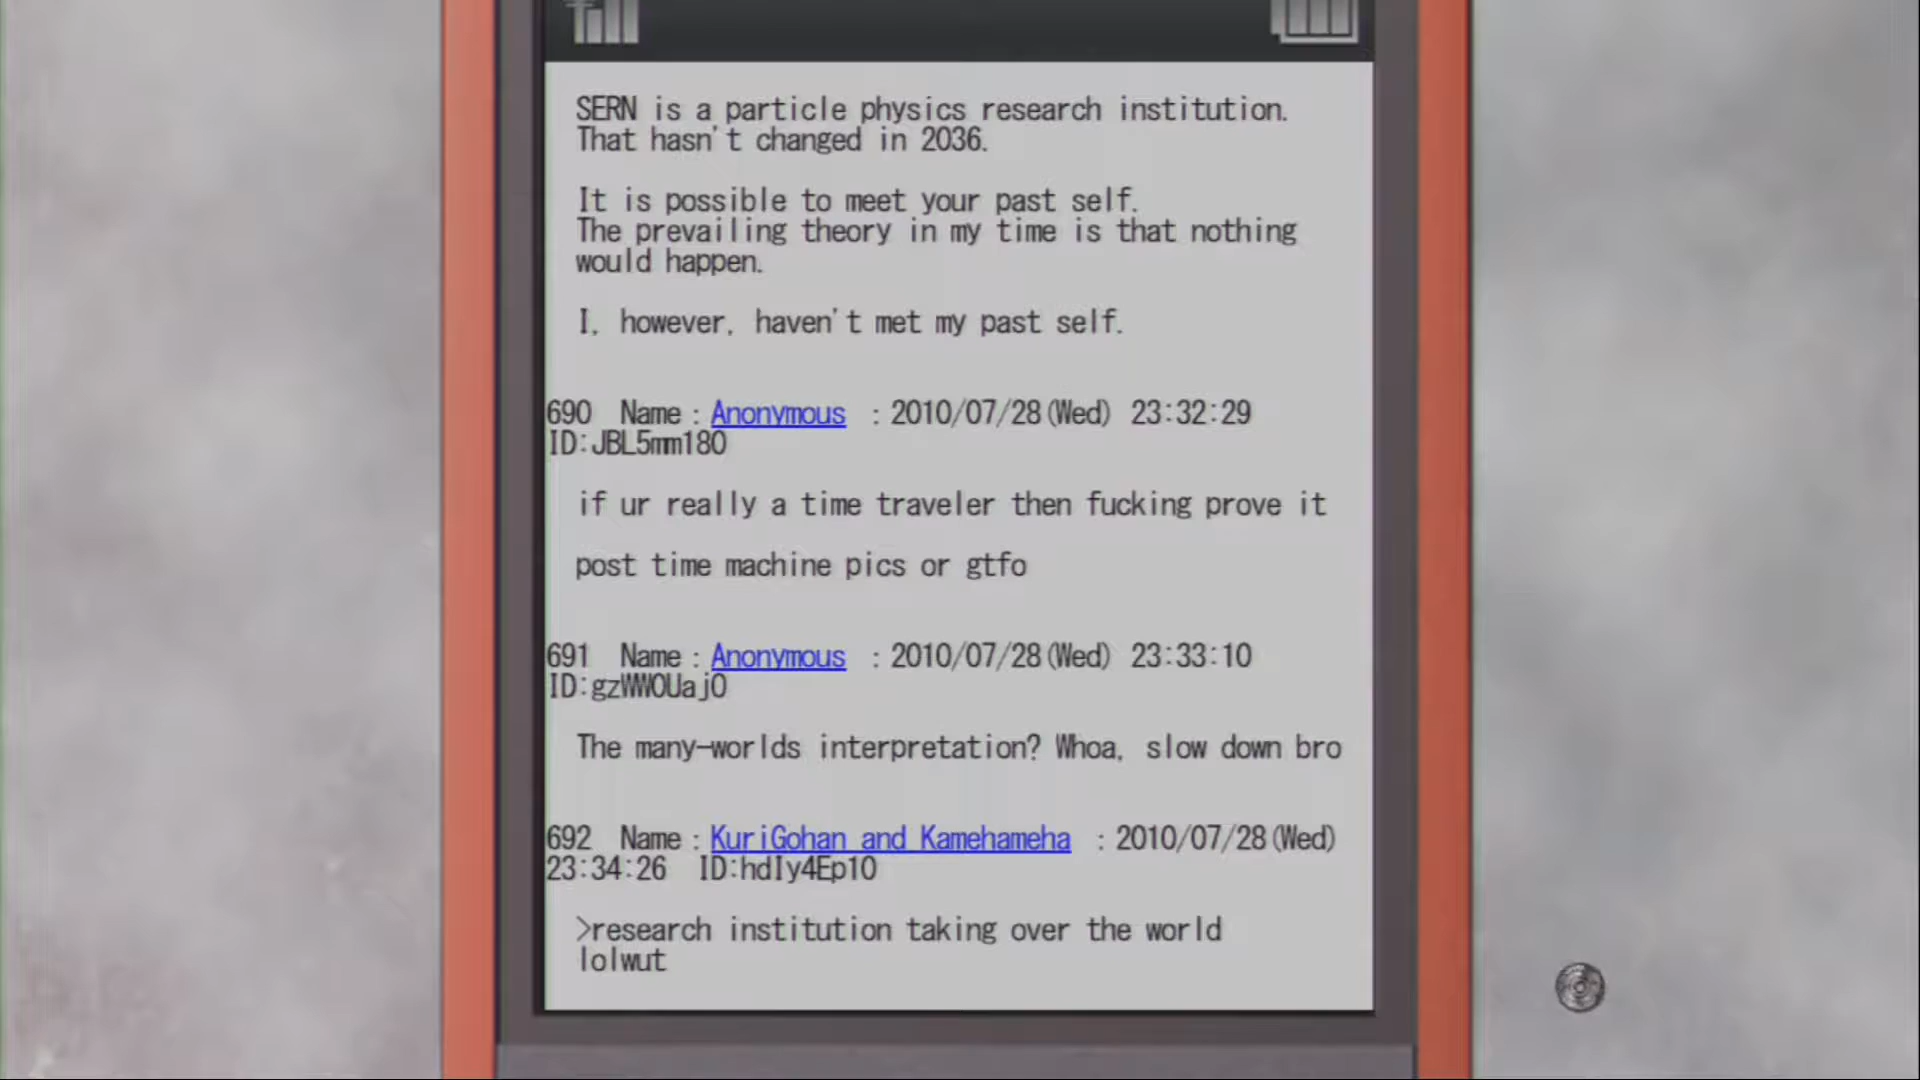 SERN is a particle physics research institution.
That hasn't changed in 2036.
It is possible to meet your past self.
The prevailing theory in my time is that nothing
would happen.
I, however, haven't met my past self.
690 Name : Anonymous : 2010/07/28(Wed) 23:32:29
ID:JBL5mm180
if ur really a time traveler then fucking prove it
post time machine pics or gtfo
691 Name : Anonymous : 2010/07/28(Wed) 23:33:10
ID:gzWWOUajO
The many-worlds interpretation? Whoa, slow down bro
692 Name : KuriGohan and Kamehameha : 2010/07/28(Wed)
23:34:26 ID:hdIy4Ep10
>research institution taking over the world
lolwut